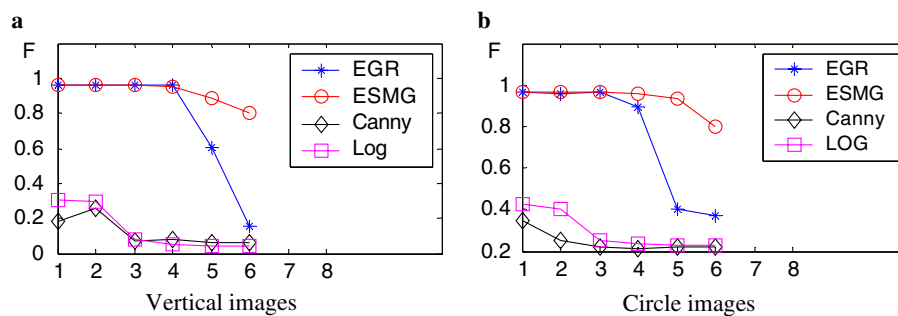 a
F
1
0.8
0.6
0.4
0.2
0
1 2 3 4 5 6 7 8
EGR
ESMG
Canny
Log
Vertical images
b
F
1
0.8
0.6
0.4
0.2
1 2 3 4 5 6 7 8
EGR
ESMG
Canny
LOG
Circle images